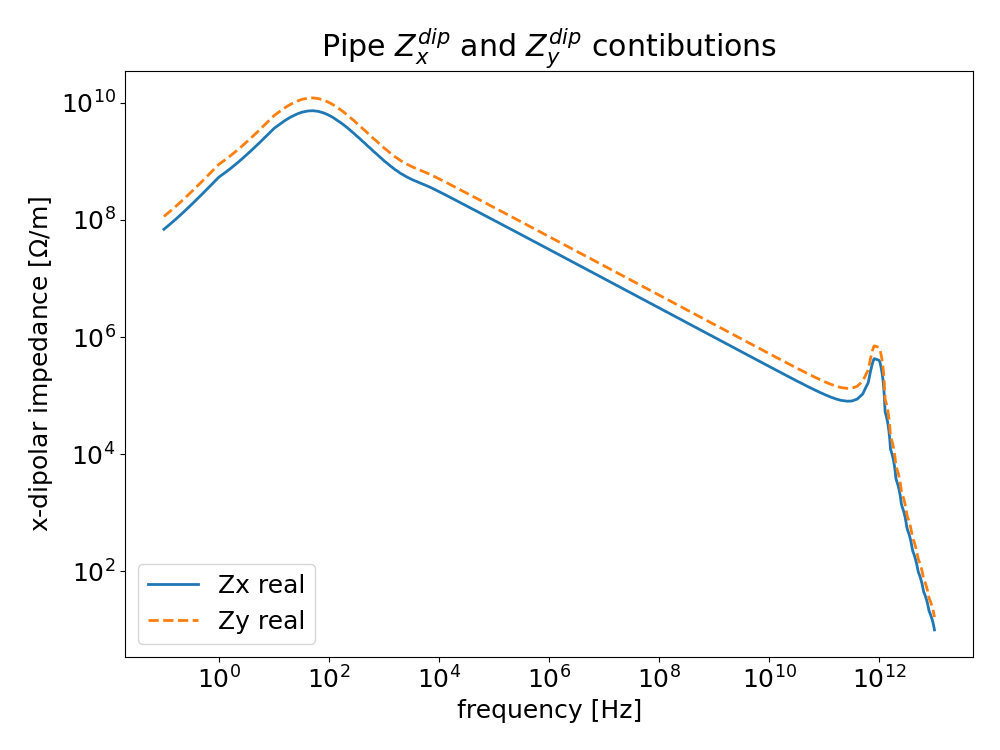 Pipe $Z_x^{dip}$ and $Z_y^{dip}$ contibutions
x-dipolar impedance [Ω/m]
10^{10}
10^8
10^6
10^4
10^2
Zx real
Zy real
10^0 10^2 10^4 10^6 10^8 10^{10} 10^{12}
frequency [Hz]